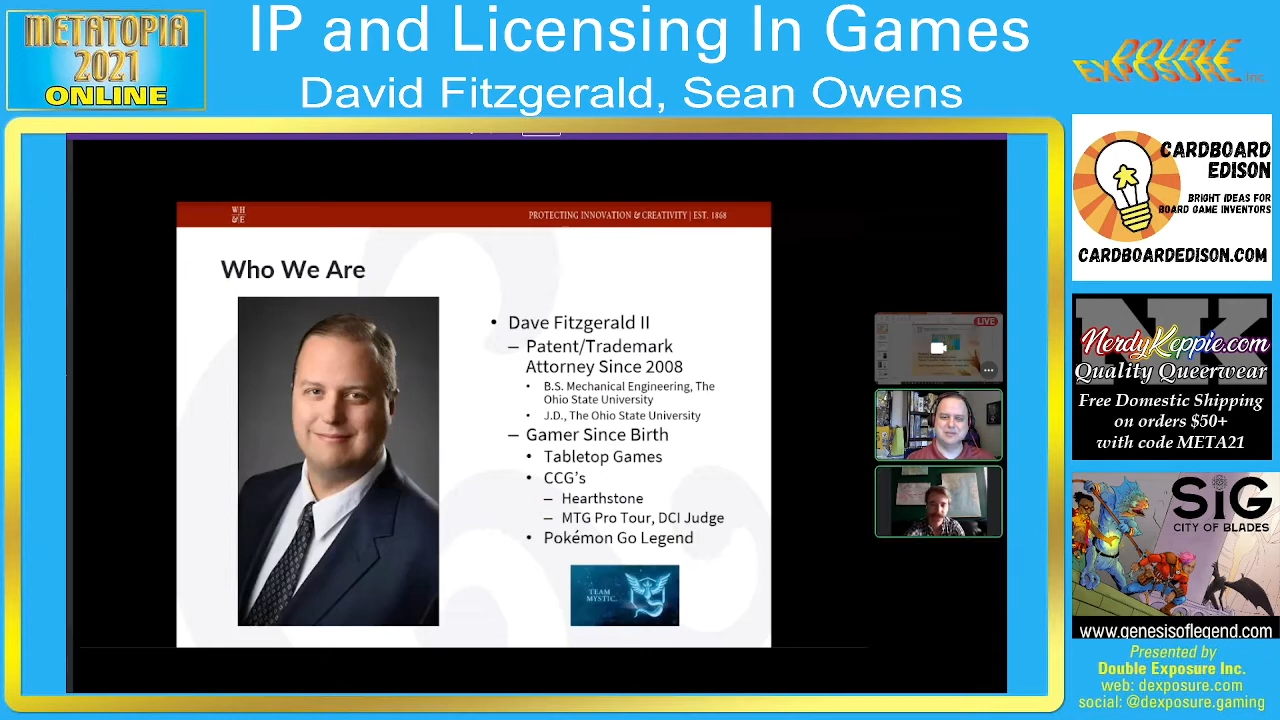 METATOPIA
2021
ONLINE
IP and Licensing In Games
David Fitzgerald, Sean Owens
DOUBLE
EXPOSURE Inc.
WH
&E
PROTECTING INNOVATION & CREATIVITY | EST. 1868
Who We Are
• Dave Fitzgerald II
– Patent/Trademark
Attorney Since 2008
• B.S. Mechanical Engineering, The
Ohio State University
• J.D., The Ohio State University
– Gamer Since Birth
• Tabletop Games
• CCG's
– Hearthstone
– MTG Pro Tour, DCI Judge
• Pokémon Go Legend
TEAM
MYSTIC
LIVE
CARDBOARD
EDISON
BRIGHT IDEAS FOR
BOARD GAME INVENTORS
CARDBOARDEDISON.COM
NK
NerdyKeppie.com
Quality Queerwear
Free Domestic Shipping
on orders $50+
with code META21
SIG
CITY OF BLADES
www.genesisoflegend.com
Presented by
Double Exposure Inc.
web: dexposure.com
social: @dexposure.gaming